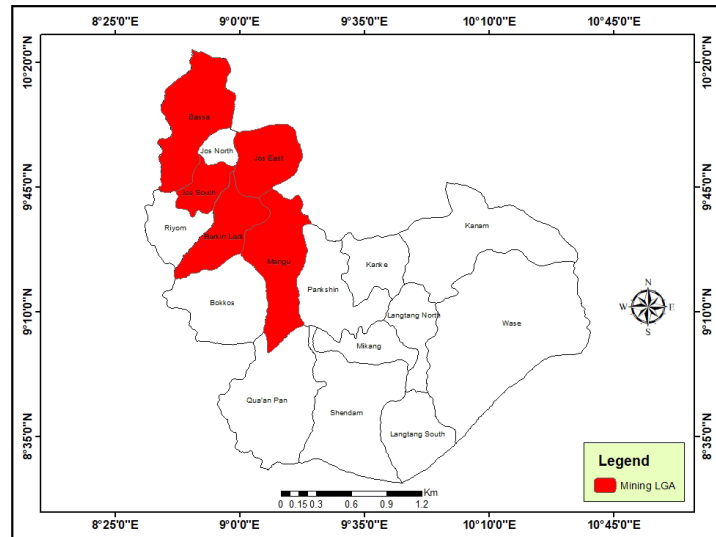 8°25'0"E 9°0'0"E 9°35'0"E 10°10'0"E 10°45'0"E
10°20'0"N 10°20'0"N
Bassa
Jos North
Jos East
9°45'0"N 9°45'0"N
Jos South
Riyom
Barkin Ladi
Kanam
Mangu
Kanke
Pankshin
N
W E
S
Bokkos
9°10'0"N 9°10'0"N
Langtang North
Wase
Mikang
Qua'an Pan
Shendam
Langtang South
8°35'0"N 8°35'0"N
Legend
Mining LGA
Km
0 0.15 0.3 0.6 0.9 1.2
8°25'0"E 9°0'0"E 9°35'0"E 10°10'0"E 10°45'0"E